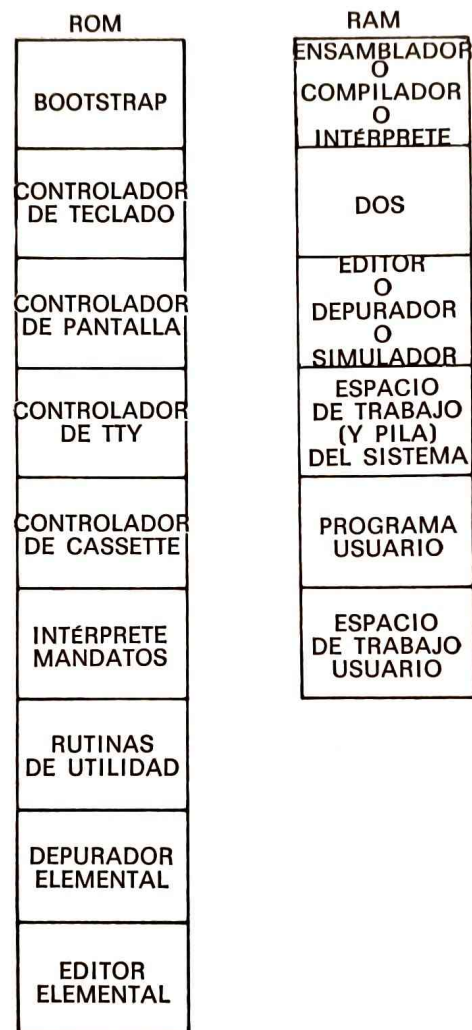 ROM
BOOTSTRAP
CONTROLADOR
DE TECLADO
CONTROLADOR
DE PANTALLA
CONTROLADOR
DE TTY
CONTROLADOR
DE CASSETTE
INTÉRPRETE
MANDATOS
RUTINAS
DE UTILIDAD
DEPURADOR
ELEMENTAL
EDITOR
ELEMENTAL
RAM
ENSAMBLADOR
O
COMPILADOR
O
INTÉRPRETE
DOS
EDITOR
O
DEPURADOR
O
SIMULADOR
ESPACIO
DE TRABAJO
(Y PILA)
DEL SISTEMA
PROGRAMA
USUARIO
ESPACIO
DE TRABAJO
USUARIO